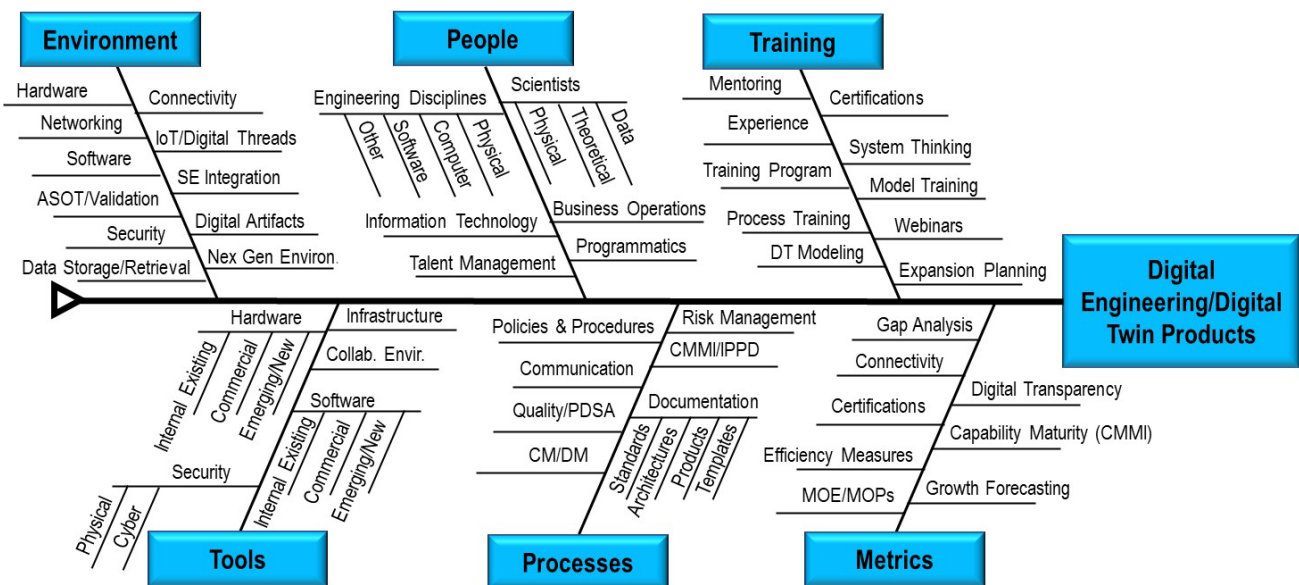 Environment
People
Training
Hardware
Connectivity
Networking
IoT/Digital Threads
Software
SE Integration
ASOT/Validation
Digital Artifacts
Security
Nex Gen Environ.
Data Storage/Retrieval
Engineering Disciplines
Other
Software
Computer
Physical
Scientists
Physical
Theoretical
Data
Information Technology
Business Operations
Talent Management
Programmatics
Mentoring
Certifications
Experience
System Thinking
Training Program
Model Training
Process Training
Webinars
DT Modeling
Expansion Planning
Digital
Engineering/Digital
Twin Products
Hardware
Internal Existing
Commercial
Emerging/New
Infrastructure
Collab. Envir.
Software
Internal Existing
Commercial
Emerging/New
Security
Physical
Cyber
Tools
Policies & Procedures
Risk Management
Communication
CMMI/IPPD
Quality/PDSA
Documentation
Standards
Architectures
Products
Templates
CM/DM
Processes
Gap Analysis
Connectivity
Digital Transparency
Certifications
Capability Maturity (CMMI)
Efficiency Measures
Growth Forecasting
MOE/MOPs
Metrics